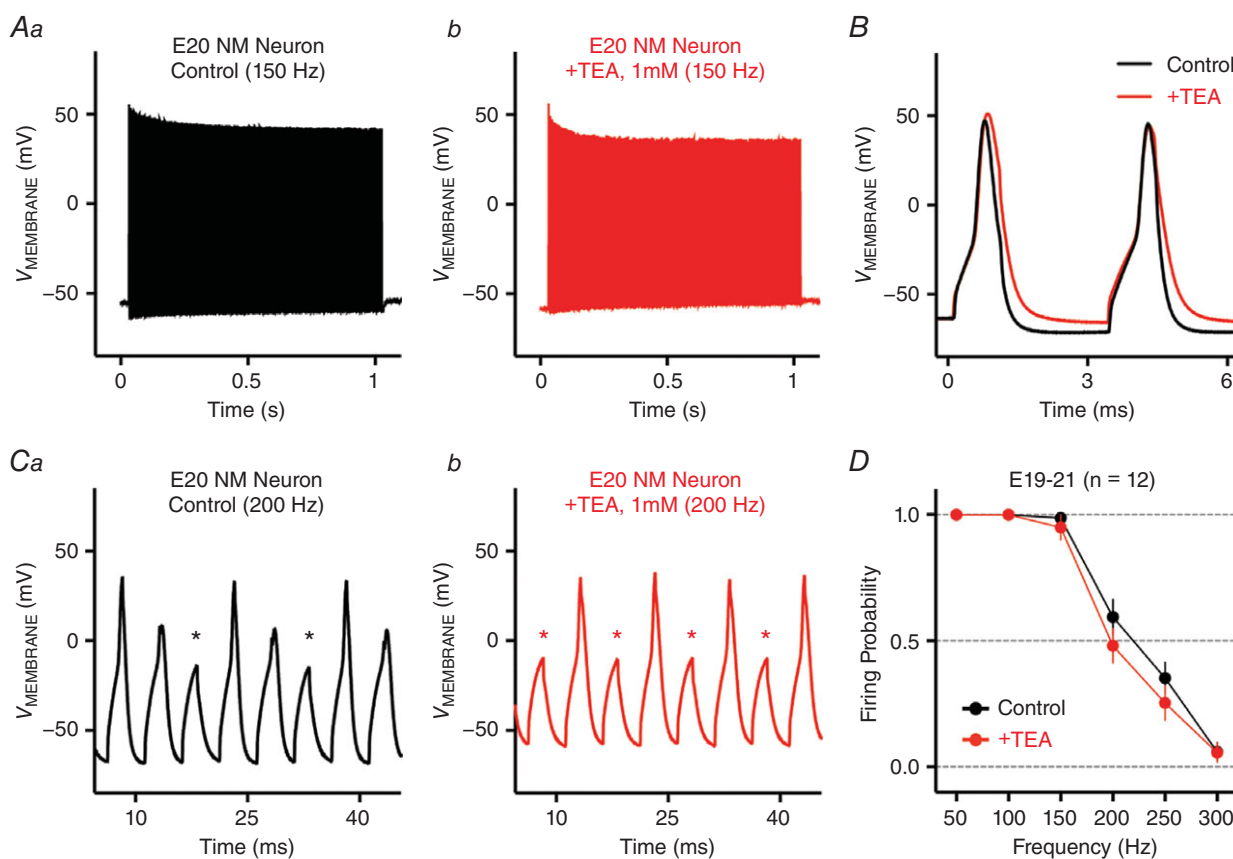 Aa
E20 NM Neuron
Control (150 Hz)
VMEMBRANE (mV)
50
0
−50
0
0.5
1
Time (s)
b
E20 NM Neuron
+TEA, 1mM (150 Hz)
VMEMBRANE (mV)
50
0
−50
0
0.5
1
Time (s)
B
Control
+TEA
VMEMBRANE (mV)
50
0
−50
0
3
6
Time (ms)
Ca
E20 NM Neuron
Control (200 Hz)
VMEMBRANE (mV)
50
0
−50
* *
10
25
40
Time (ms)
b
E20 NM Neuron
+TEA, 1mM (200 Hz)
VMEMBRANE (mV)
50
0
−50
* * * *
10
25
40
Time (ms)
D
E19-21 (n = 12)
Firing Probability
1.0
0.5
0.0
Control
+TEA
50 100 150 200 250 300
Frequency (Hz)